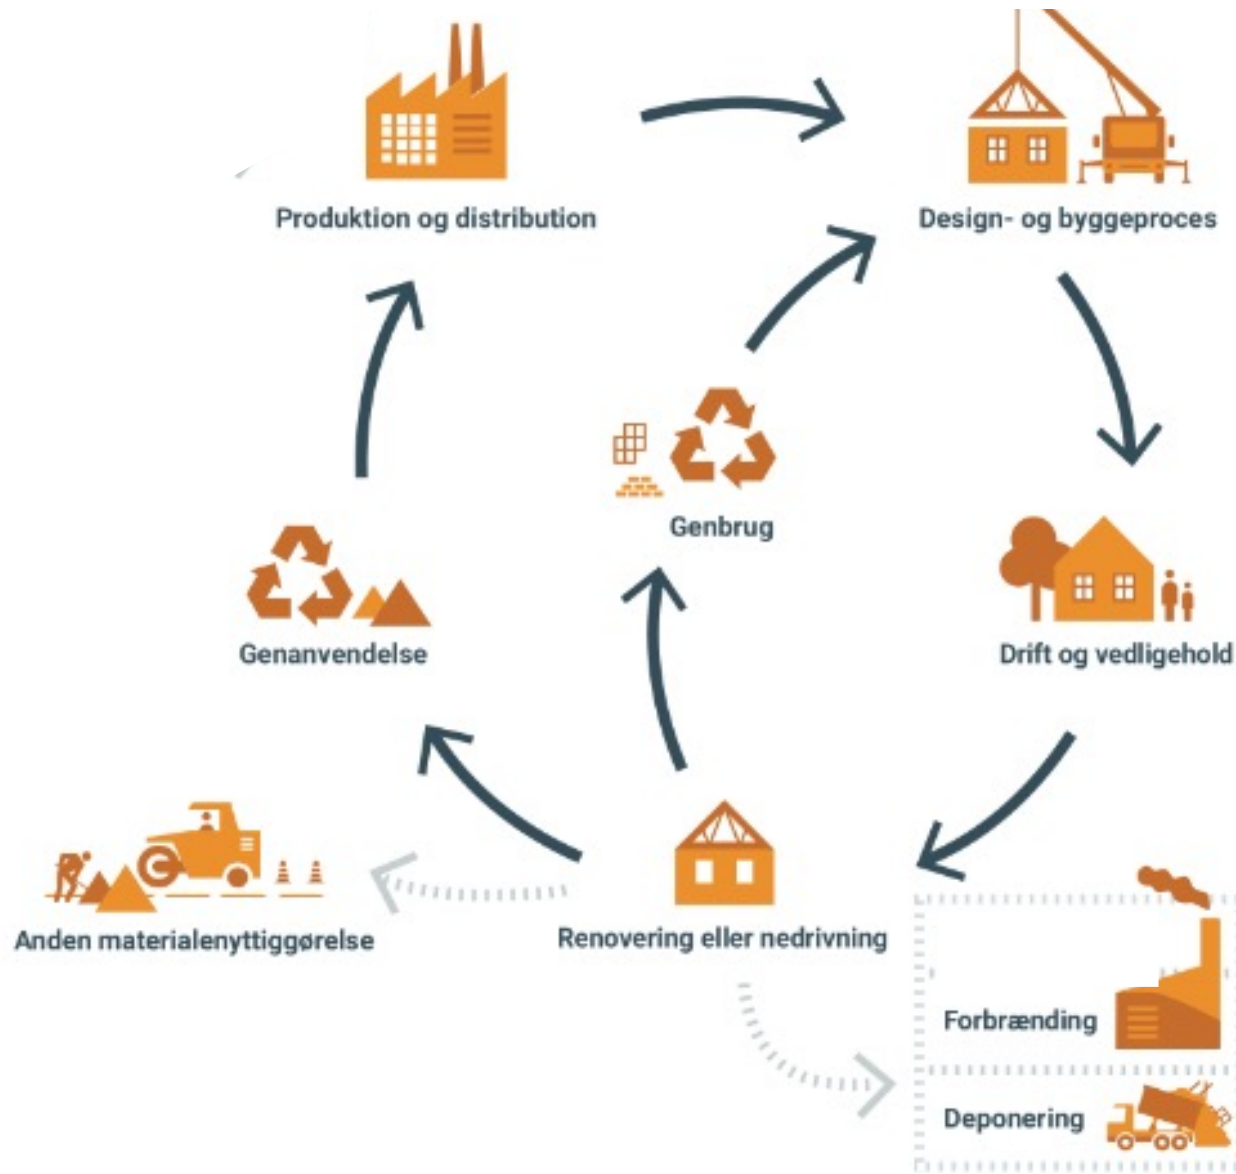 Produktion og distribution
Design- og byggeproces
Genbrug
Genanvendelse
Drift og vedligehold
Anden materialenyttiggørelse
Renovering eller nedrivning
Forbrænding
Deponering